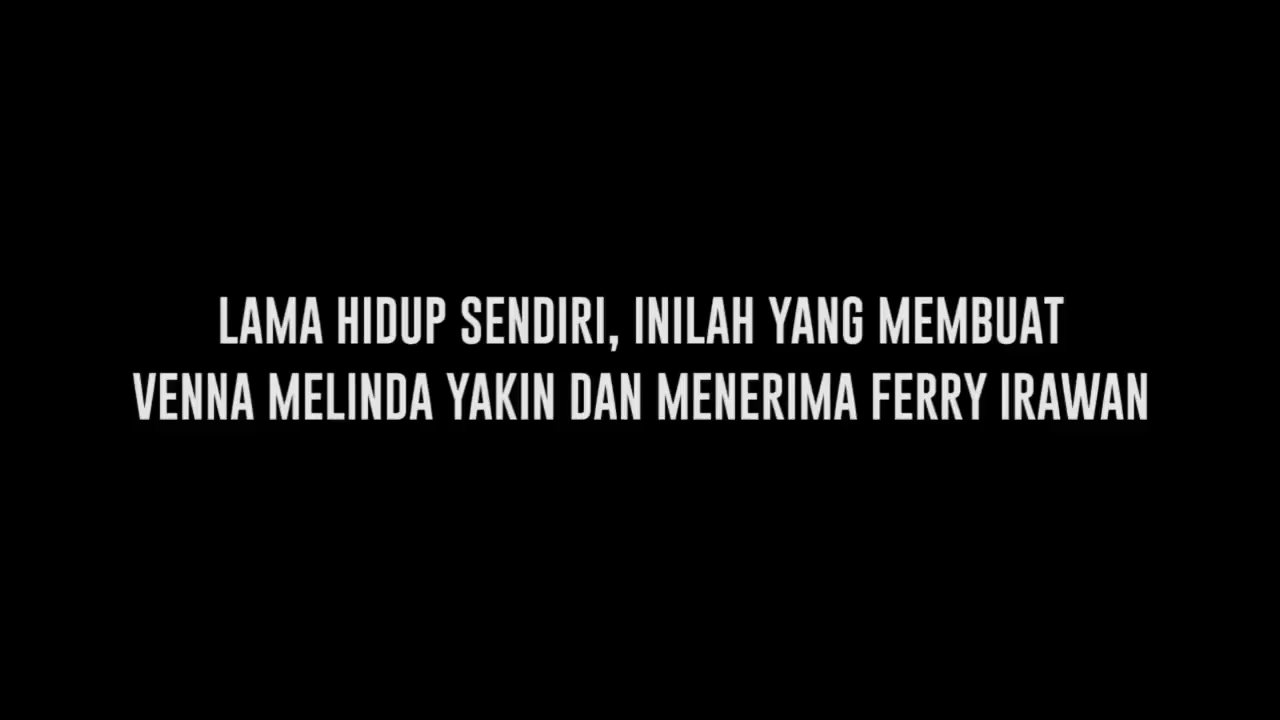 LAMA HIDUP SENDIRI, INILAH YANG MEMBUAT
VENNA MELINDA YAKIN DAN MENERIMA FERRY IRAWAN